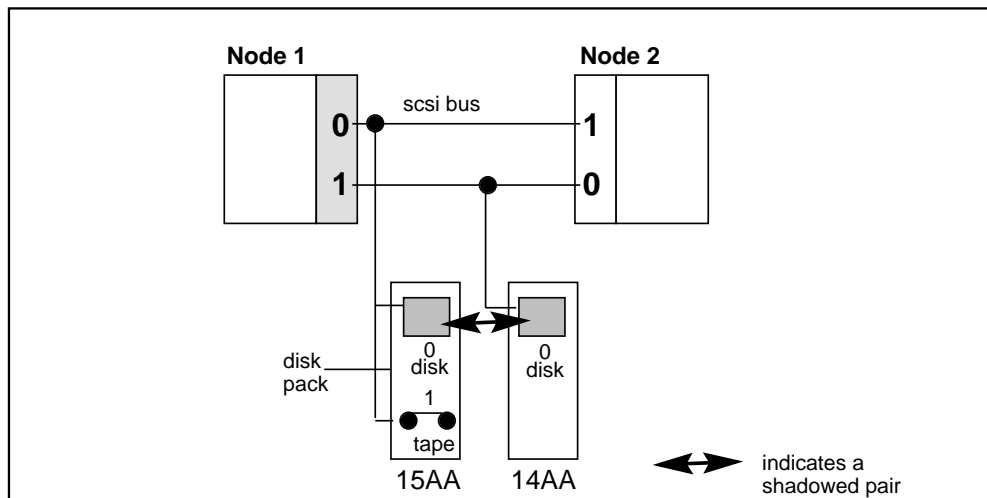 Node 1
Node 2
scsi bus
0
1
1
0
disk
pack
0
disk
1
tape
0
disk
15AA
14AA
indicates a
shadowed pair